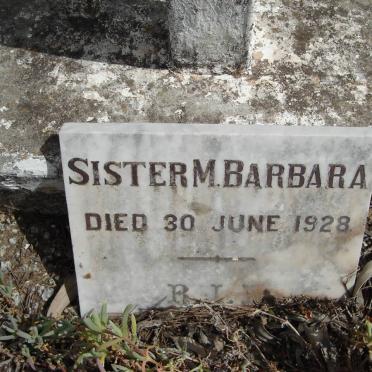 SISTER M. BARBARA
DIED 30 JUNE 1928
R.I.P.